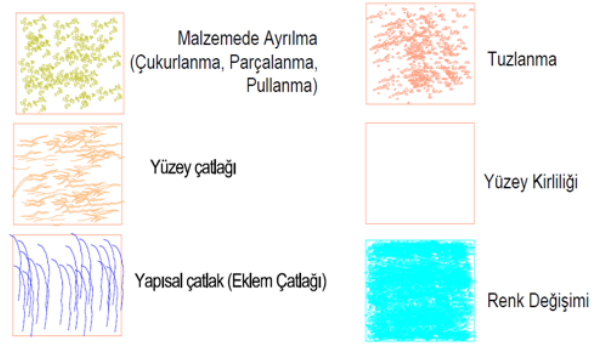 Malzemede Ayrılma
(Çukurlanma, Parçalanma,
Pullanma)
Tuzlanma
Yüzey çatlağı
Yüzey Kirliliği
Yapısal çatlak (Eklem Çatlağı)
Renk Değişimi